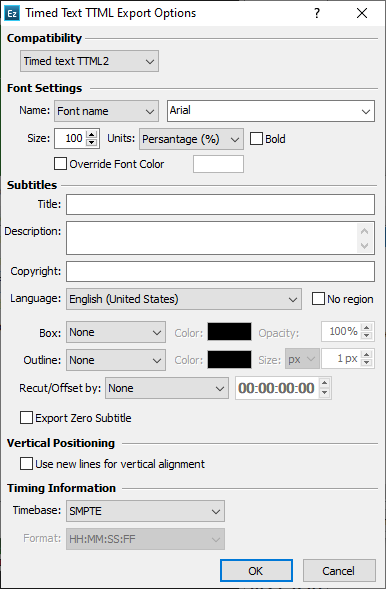 Ez Timed Text TTML Export Options ? ×
Compatibility
Timed text TTML2
Font Settings
Name: Font name Arial
Size: 100 Units: Persantage (%) Bold
Override Font Color
Subtitles
Title:
Description:
Copyright:
Language: English (United States) No region
Box: None Color: Opacity: 100%
Outline: None Color: Size: px 1 px
Recut/Offset by: None 00:00:00:00
Export Zero Subtitle
Vertical Positioning
Use new lines for vertical alignment
Timing Information
Timebase: SMPTE
Format: HH:MM:SS:FF
OK Cancel